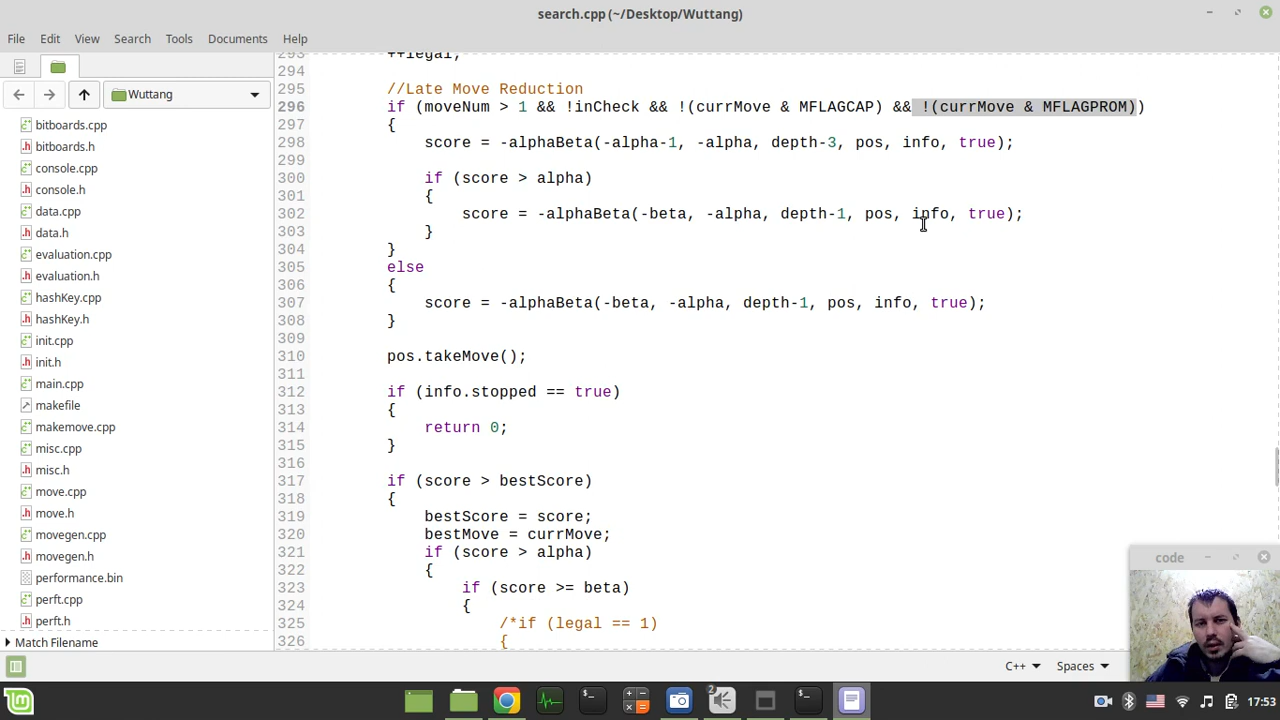 search.cpp (~/Desktop/Wuttang)
File Edit View Search Tools Documents Help
Wuttang
bitboards.cpp
bitboards.h
console.cpp
console.h
data.cpp
data.h
evaluation.cpp
evaluation.h
hashKey.cpp
hashKey.h
init.cpp
init.h
main.cpp
makefile
makemove.cpp
misc.cpp
misc.h
move.cpp
move.h
movegen.cpp
movegen.h
performance.bin
perft.cpp
perft.h
Match Filename
293 ++legal;
294
295 //Late Move Reduction
296 if (moveNum > 1 && !inCheck && !(currMove & MFLAGCAP) && !(currMove & MFLAGPROM))
297 {
298 score = -alphaBeta(-alpha-1, -alpha, depth-3, pos, info, true);
299
300 if (score > alpha)
301 {
302 score = -alphaBeta(-beta, -alpha, depth-1, pos, info, true);
303 }
304 }
305 else
306 {
307 score = -alphaBeta(-beta, -alpha, depth-1, pos, info, true);
308 }
309
310 pos.takeMove();
311
312 if (info.stopped == true)
313 {
314 return 0;
315 }
316
317 if (score > bestScore)
318 {
319 bestScore = score;
320 bestMove = currMove;
321 if (score > alpha)
322 {
323 if (score >= beta)
324 {
325 /*if (legal == 1)
326 {
code
C++ Spaces
2
17:53